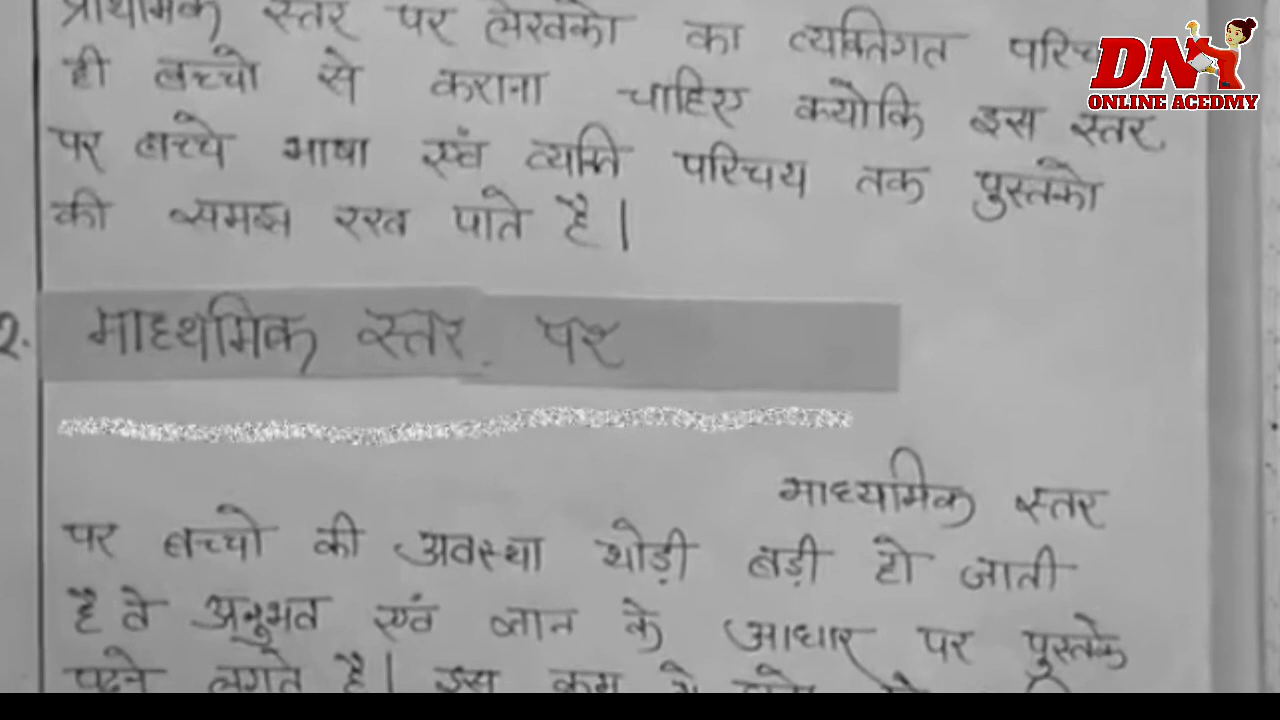 प्राथमिक स्तर पर लेखको का व्यक्तिगत
ही बच्चो से कराना चाहिए क्योकि इस स्तर
पर बच्चे भाषा एवं व्यक्ति परिचय तक पुस्तको
की समझ रख पाते है।
2. माध्यमिक स्तर पर
माध्यमिक स्तर
पर बच्चो की अवस्था थोड़ी बड़ी हो जाती
है वे अनुभव एवं ज्ञान के आधार पर पुस्तके
पढने लगते है। इस
DN
ONLINE ACEDMY